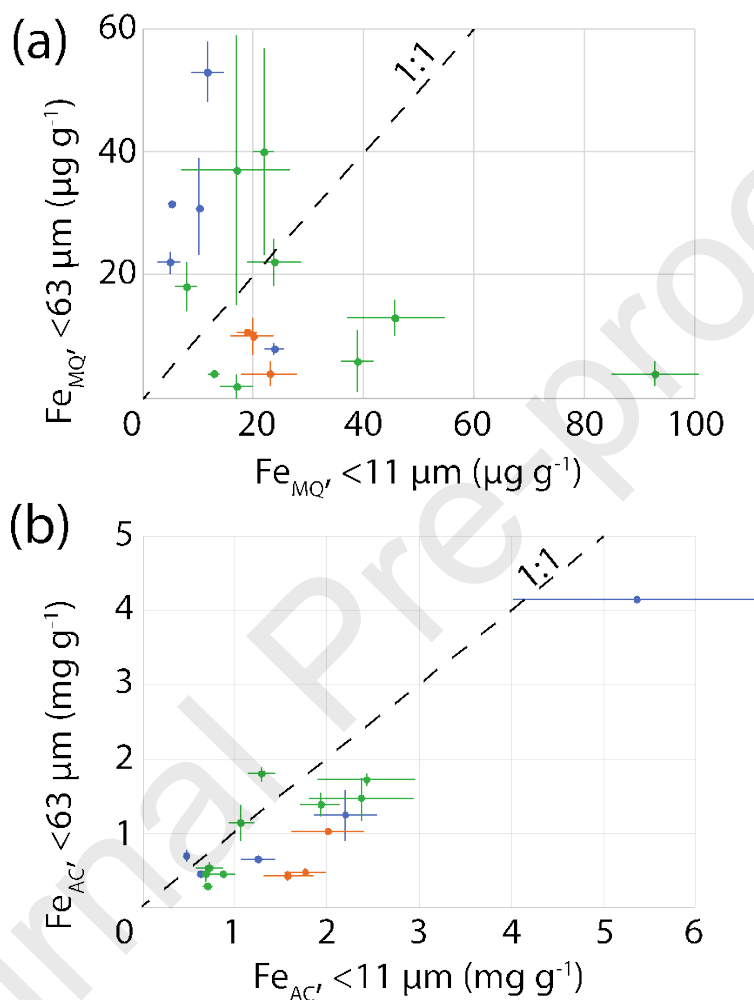 (a)
60
40
20
1:1
Fe_MQ, <63 µm (µg g⁻¹)
0 20 40 60 80 100
Fe_MQ, <11 µm (µg g⁻¹)
(b)
5
4
3
2
1
1:1
Fe_AC, <63 µm (mg g⁻¹)
0 1 2 3 4 5 6
Fe_AC, <11 µm (mg g⁻¹)
urnal Pre-proo